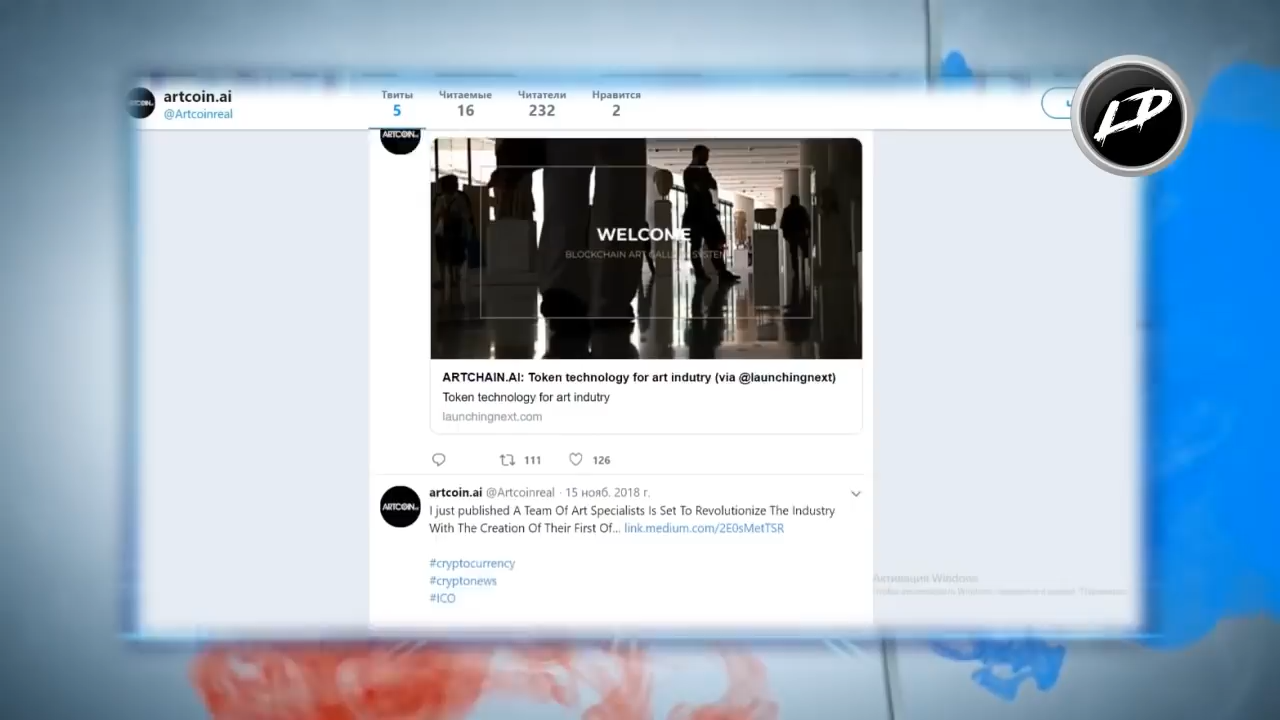 artcoin.ai
@Artcoinreal
Твиты
5
Читаемые
16
Читатели
232
Нравится
2
LD
ARTCOIN
WELCOME
BLOCKCHAIN ART GALLERY SYSTEM
ARTCHAIN.AI: Token technology for art indutry (via @launchingnext)
Token technology for art indutry
launchingnext.com
111
126
artcoin.ai @Artcoinreal · 15 нояб. 2018 г.
ARTCOIN
I just published A Team Of Art Specialists Is Set To Revolutionize The Industry
With The Creation Of Their First Of... link.medium.com/2E0sMetTSR
#cryptocurrency
#cryptonews
#ICO
Активация Windows